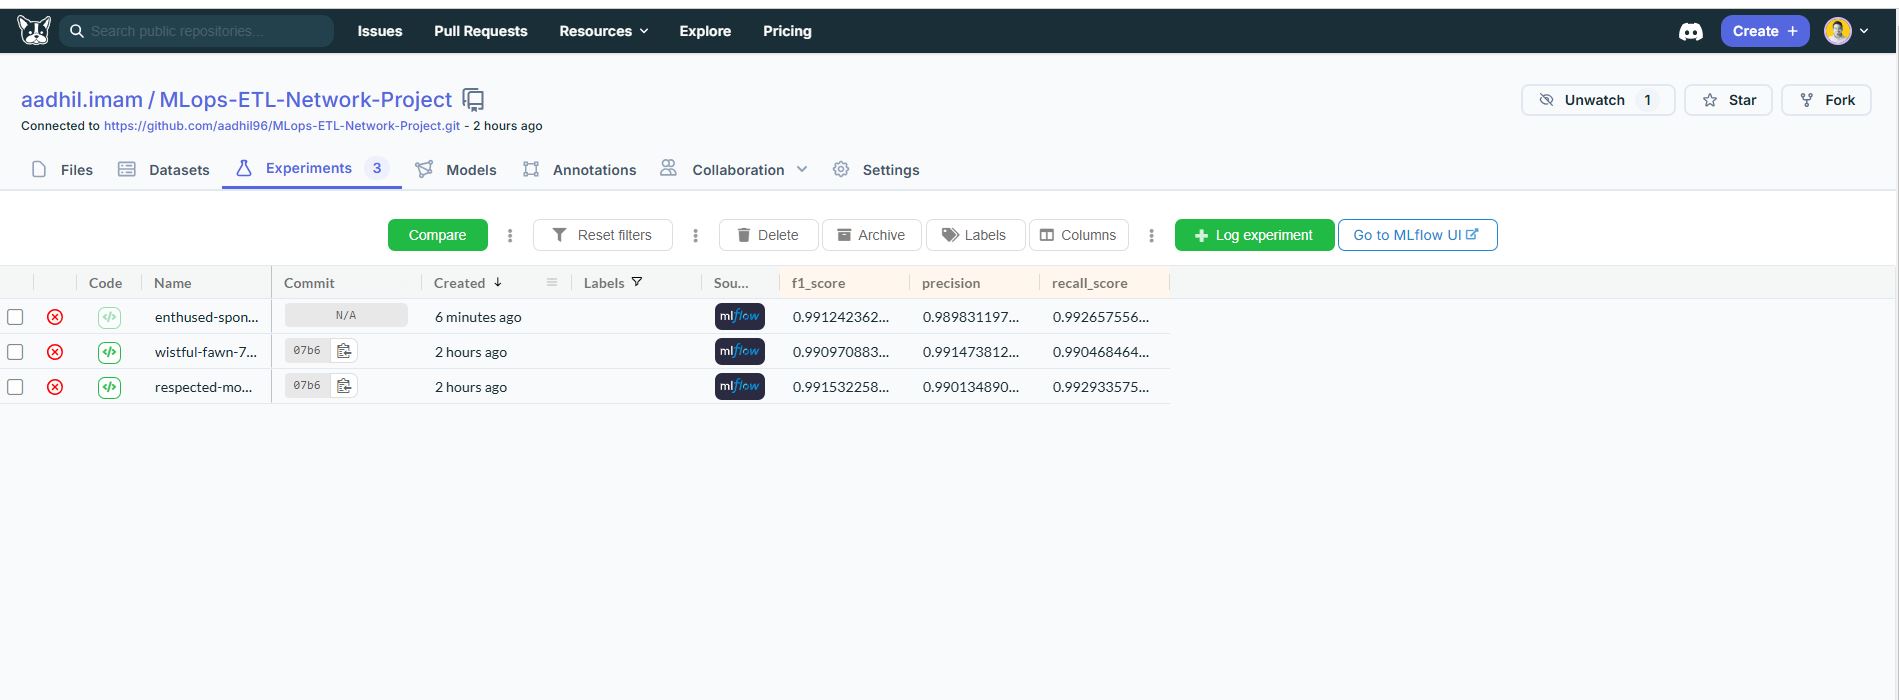 Search public repositories... Issues Pull Requests Resources Explore Pricing Create +
aadhil.imam / MLops-ETL-Network-Project Unwatch 1 Star Fork
Connected to https://github.com/aadhil96/MLops-ETL-Network-Project.git - 2 hours ago
Files Datasets Experiments 3 Models Annotations Collaboration Settings
Compare Reset filters Delete Archive Labels Columns + Log experiment Go to MLflow UI
Code Name Commit Created Labels Sou... f1_score precision recall_score
enthused-spon... N/A 6 minutes ago mlflow 0.991242362... 0.989831197... 0.992657556...
wistful-fawn-7... 07b6 2 hours ago mlflow 0.990970883... 0.991473812... 0.990468464...
respected-mo... 07b6 2 hours ago mlflow 0.991532258... 0.990134890... 0.992933575...